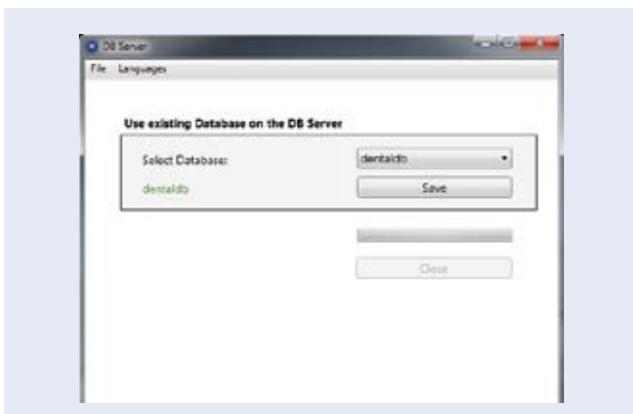 DB Server
File Languages
Use existing Database on the DB Server
Select Database: dentaldb
dentaldb Save
Close